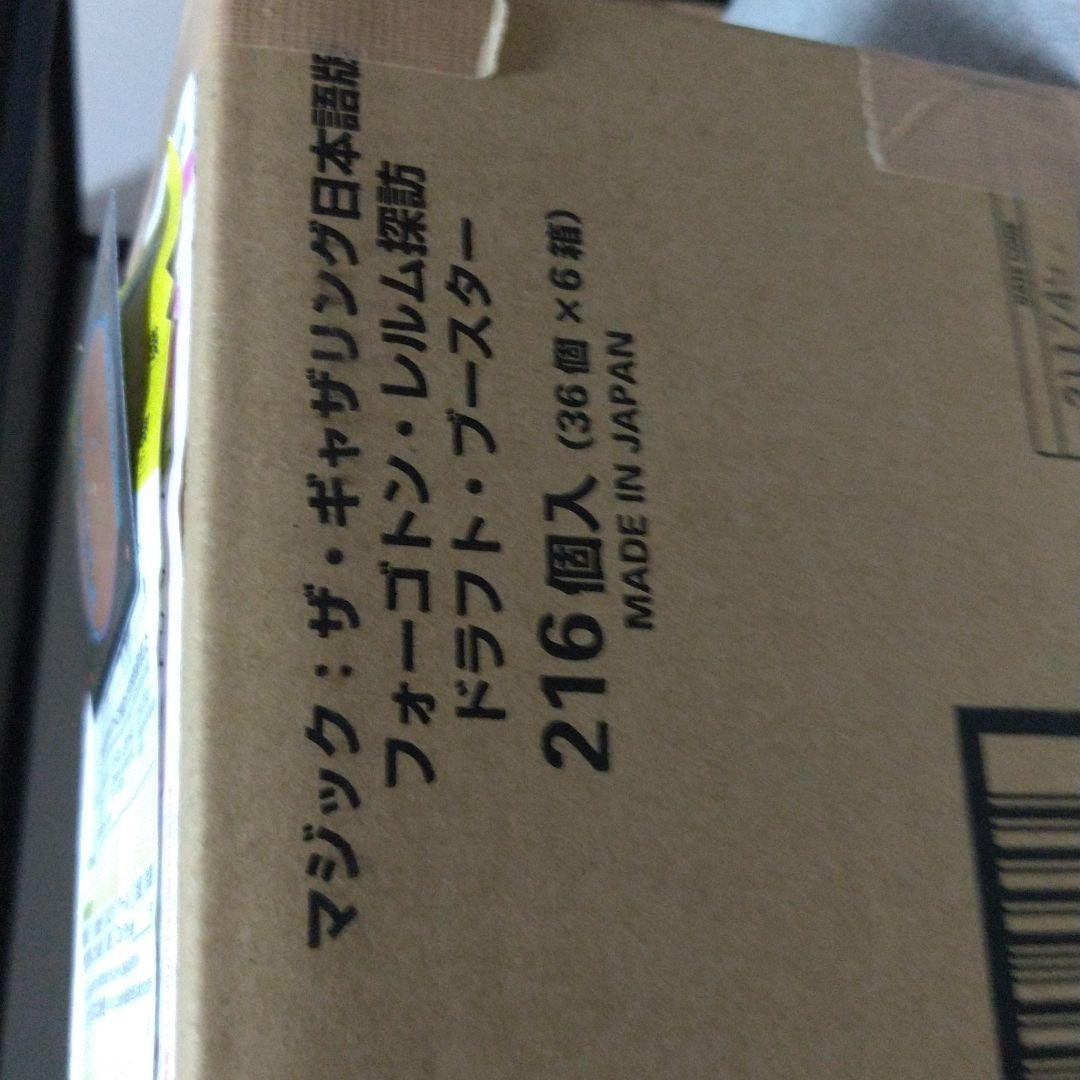 マジック：ザ・ギャザリング日本語版
フォーゴトン・レルム探訪
ドラフト・ブースター
216個入（36個×6箱）
MADE IN JAPAN
DATE CODE